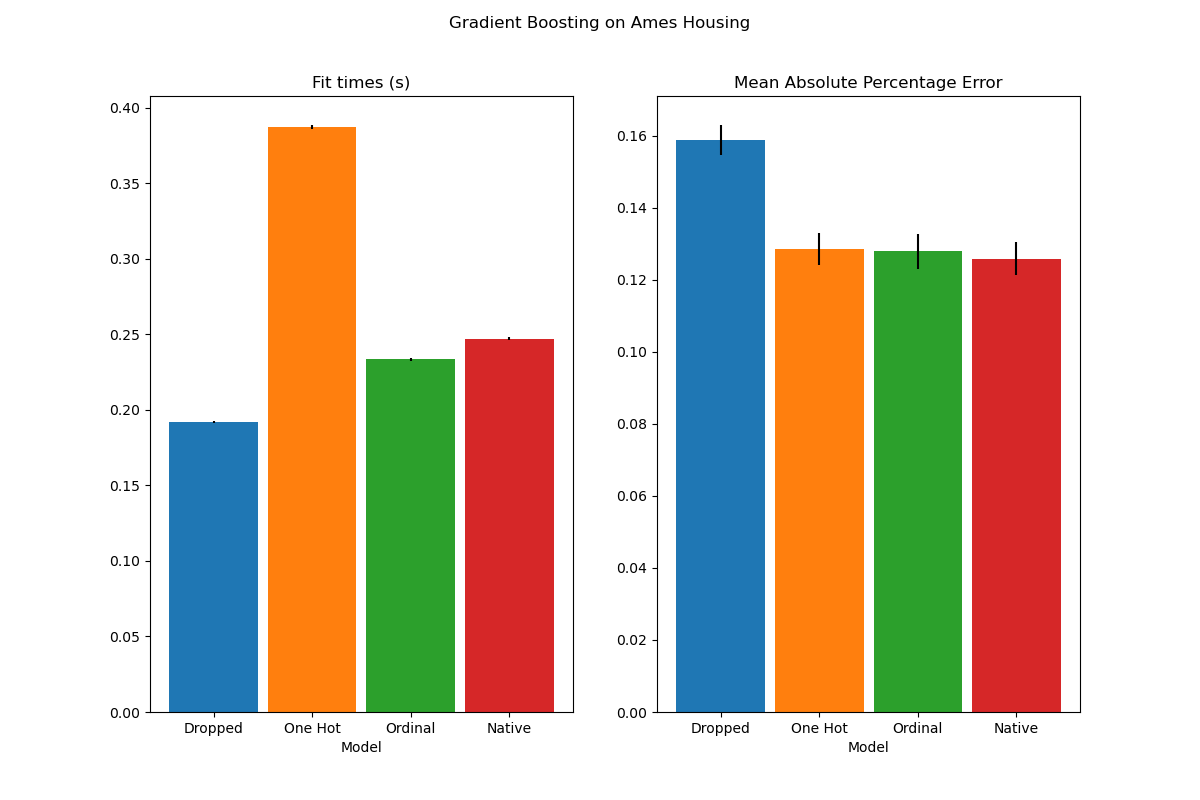 Gradient Boosting on Ames Housing
Fit times (s)
0.40
0.35
0.30
0.25
0.20
0.15
0.10
0.05
0.00
Dropped One Hot Ordinal Native
Model
Mean Absolute Percentage Error
0.16
0.14
0.12
0.10
0.08
0.06
0.04
0.02
0.00
Dropped One Hot Ordinal Native
Model